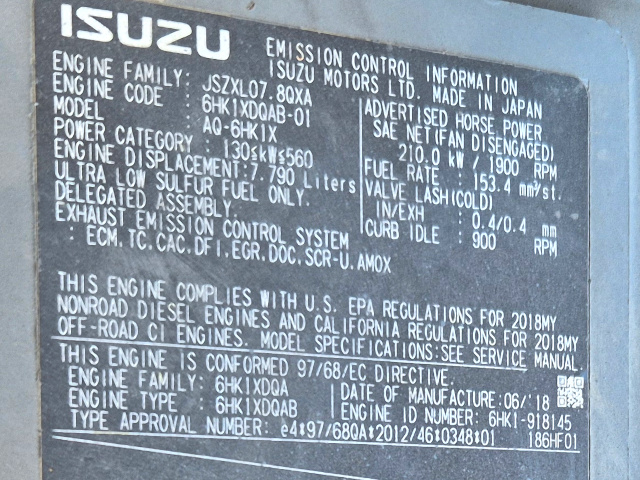 ISUZU
EMISSION CONTROL INFORMATION
ISUZU MOTORS LTD. MADE IN JAPAN
ENGINE FAMILY: JSZXL07.8QXA
ENGINE CODE : 6HK1XDQAB-01
MODEL : AQ-6HK1X
POWER CATEGORY : 130≤kW≤560
ENGINE DISPLACEMENT:7.790 Liters
ULTRA LOW SULFUR FUEL ONLY.
DELEGATED ASSEMBLY.
EXHAUST EMISSION CONTROL SYSTEM
: ECM.TC.CAC.DFI.EGR.DOC.SCR-U.AMOX
ADVERTISED HORSE POWER
SAE NET(FAN DISENGAGED)
210.0 kW / 1900 RPM
FUEL RATE : 153.4 mm³/st.
VALVE LASH(COLD)
IN/EXH : 0.4/0.4 mm
CURB IDLE : 900 RPM
THIS ENGINE COMPLIES WITH U.S. EPA REGULATIONS FOR 2018MY
NONROAD DIESEL ENGINES AND CALIFORNIA REGULATIONS FOR 2018MY
OFF-ROAD CI ENGINES. MODEL SPECIFICATIONS:SEE SERVICE MANUAL
THIS ENGINE IS CONFORMED 97/68/EC DIRECTIVE.
ENGINE FAMILY: 6HK1XDQA
DATE OF MANUFACTURE:06/'18
ENGINE TYPE : 6HK1XDQAB
ENGINE ID NUMBER: 6HK1-918145
TYPE APPROVAL NUMBER: e4*97/68QA*2012/46*0348*01
186HF01